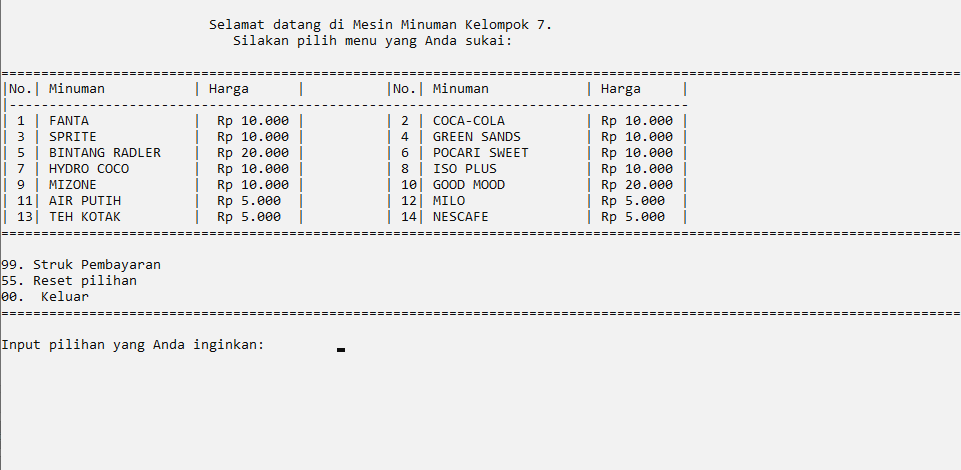 Selamat datang di Mesin Minuman Kelompok 7.
Silakan pilih menu yang Anda sukai:
================================================================================
|No.| Minuman | Harga | |No.| Minuman | Harga |
|-------------------------------------------------------------------------------------
| 1 | FANTA | Rp 10.000 | | 2 | COCA-COLA | Rp 10.000 |
| 3 | SPRITE | Rp 10.000 | | 4 | GREEN SANDS | Rp 10.000 |
| 5 | BINTANG RADLER | Rp 20.000 | | 6 | POCARI SWEET | Rp 10.000 |
| 7 | HYDRO COCO | Rp 10.000 | | 8 | ISO PLUS | Rp 10.000 |
| 9 | MIZONE | Rp 10.000 | | 10| GOOD MOOD | Rp 20.000 |
| 11| AIR PUTIH | Rp 5.000 | | 12| MILO | Rp 5.000 |
| 13| TEH KOTAK | Rp 5.000 | | 14| NESCAFE | Rp 5.000 |
================================================================================
99. Struk Pembayaran
55. Reset pilihan
00. Keluar
================================================================================
Input pilihan yang Anda inginkan: